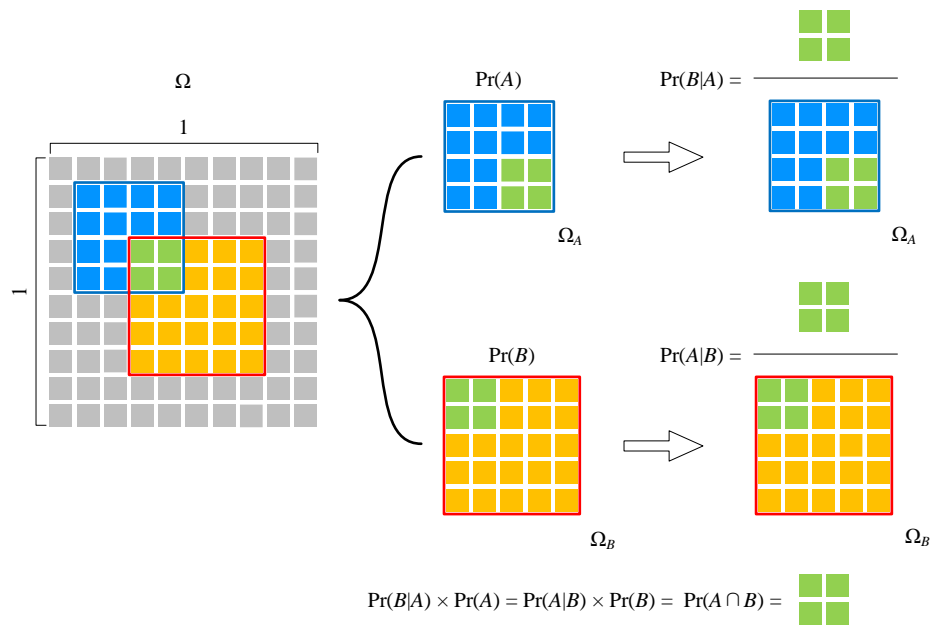 Ω
1
1
Pr(A)
Ω_A
Pr(B|A) =
Ω_A
Pr(B)
Ω_B
Pr(A|B) =
Ω_B
Pr(B|A) × Pr(A) = Pr(A|B) × Pr(B) = Pr(A ∩ B) =